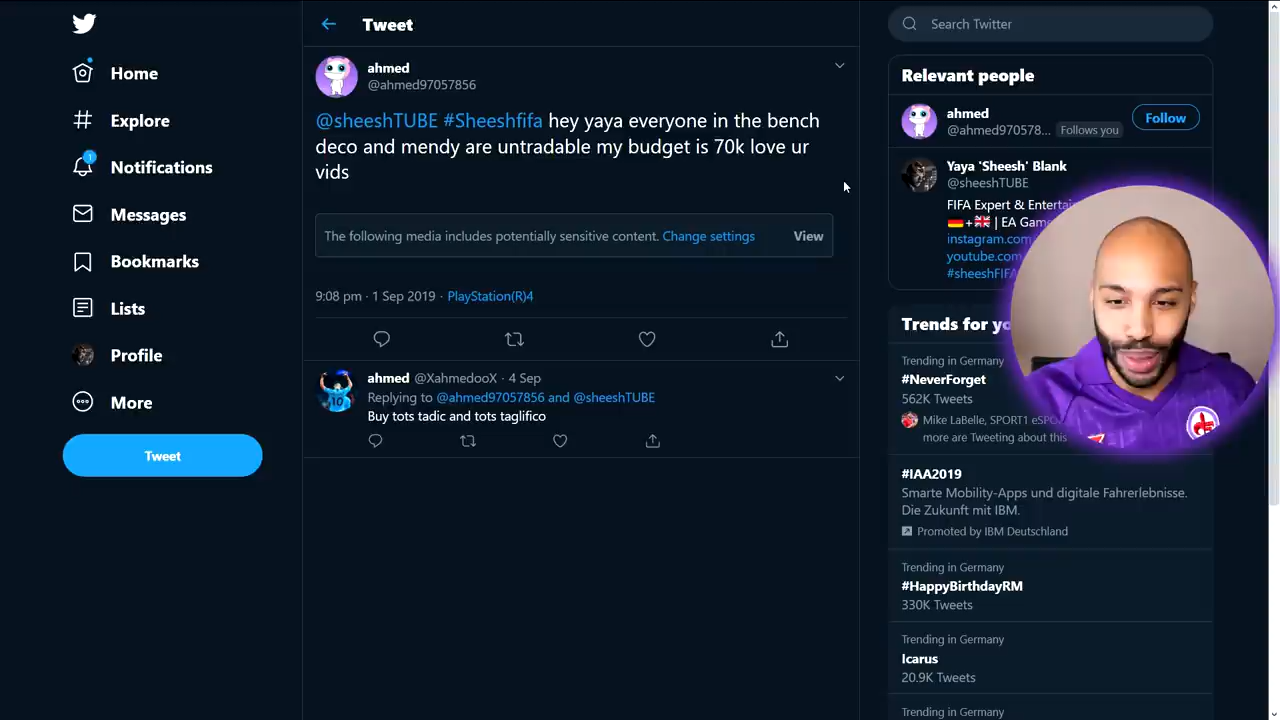 Home
Explore
1
Notifications
Messages
Bookmarks
Lists
Profile
More
Tweet
Tweet
ahmed
@ahmed97057856
@sheeshTUBE #Sheeshfifa hey yaya everyone in the bench
deco and mendy are untradable my budget is 70k love ur
vids
The following media includes potentially sensitive content. Change settings
View
9:08 pm · 1 Sep 2019 · PlayStation(R)4
ahmed @XahmedooX · 4 Sep
Replying to @ahmed97057856 and @sheeshTUBE
Buy tots tadic and tots taglifico
Search Twitter
Relevant people
ahmed
@ahmed970578... Follows you
Follow
Yaya 'Sheesh' Blank
@sheeshTUBE
FIFA Expert & Enterta
+ | EA Gam
instagram.com
youtube.com
#sheeshFIFA
Trends for yo
Trending in Germany
#NeverForget
562K Tweets
Mike LaBelle, SPORT1 eSPO
more are Tweeting about this
#IAA2019
Smarte Mobility-Apps und digitale Fahrerlebnisse.
Die Zukunft mit IBM.
Promoted by IBM Deutschland
Trending in Germany
#HappyBirthdayRM
330K Tweets
Trending in Germany
Icarus
20.9K Tweets
Trending in Germany